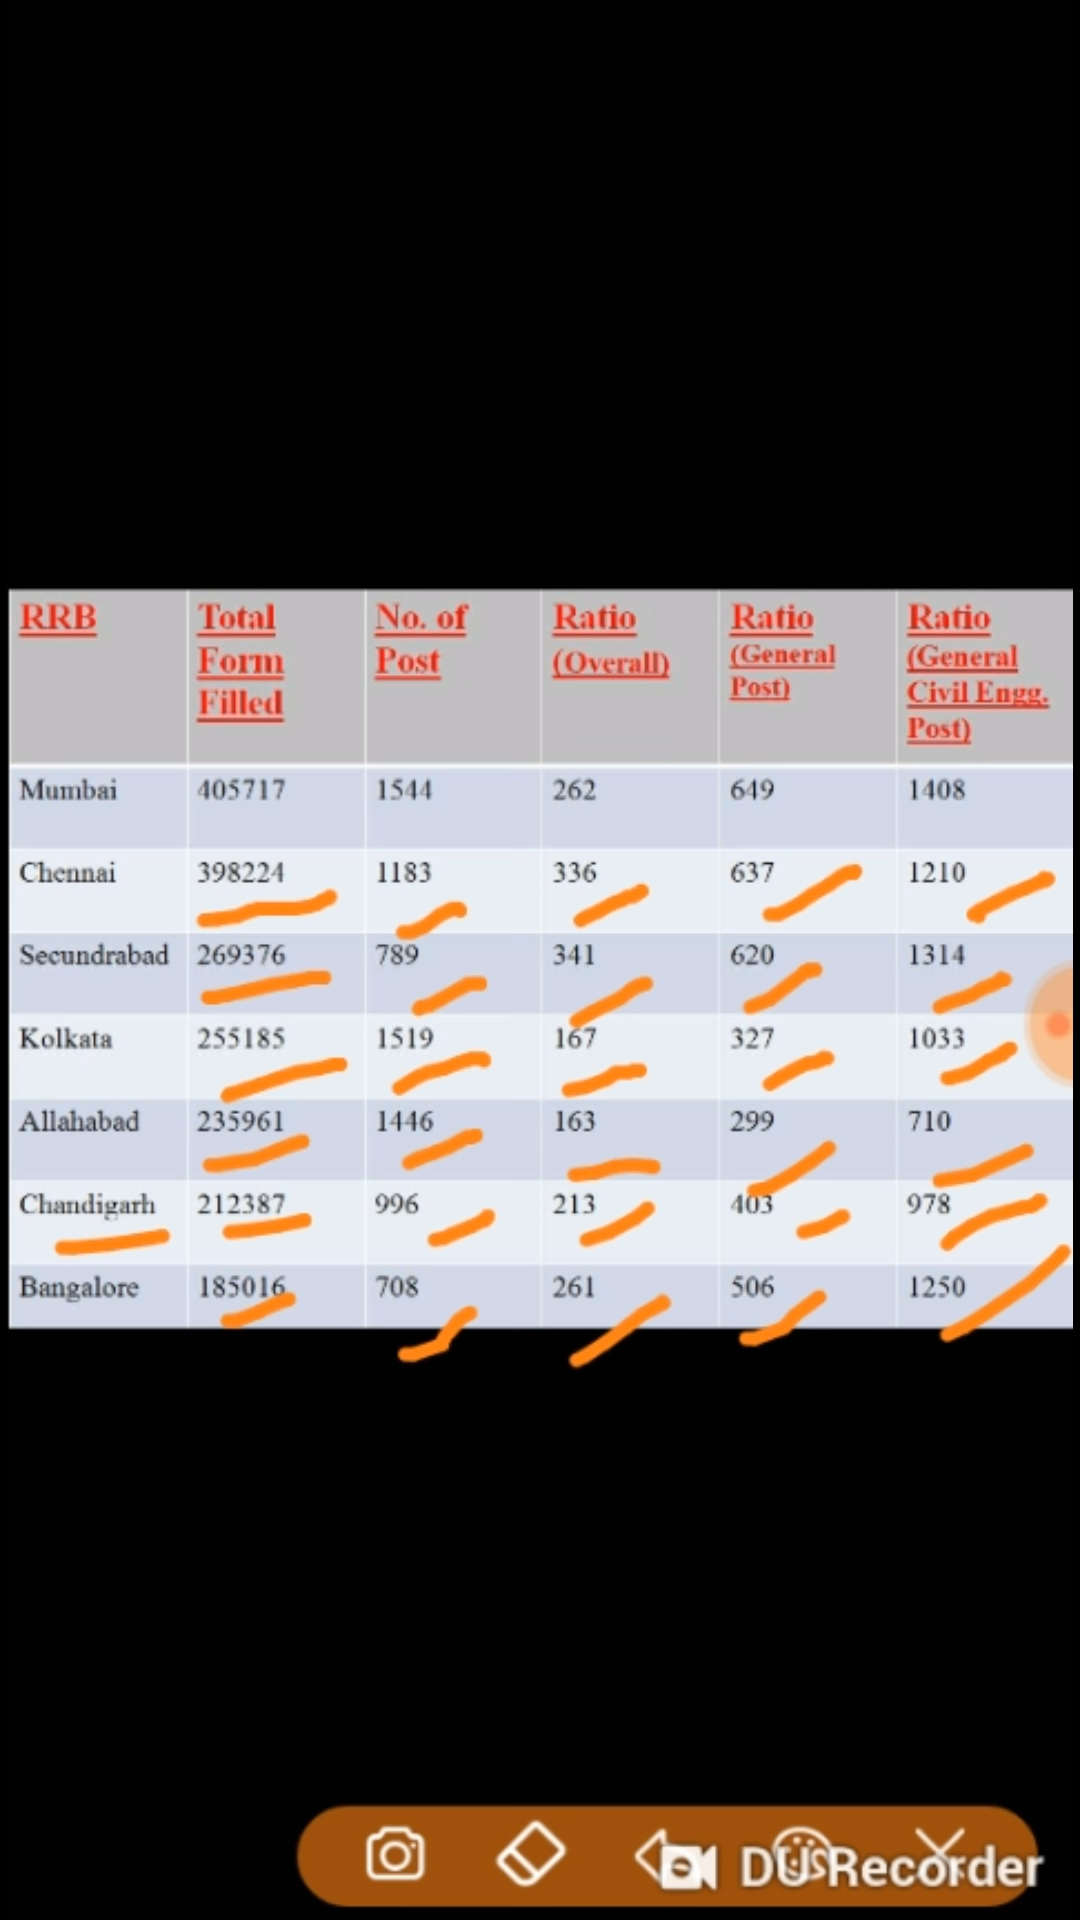 RRB Total Form Filled No. of Post Ratio (Overall) Ratio (General Post) Ratio (General Civil Engg. Post)
Mumbai 405717 1544 262 649 1408
Chennai 398224 1183 336 637 1210
Secundrabad 269376 789 341 620 1314
Kolkata 255185 1519 167 327 1033
Allahabad 235961 1446 163 299 710
Chandigarh 212387 996 213 403 978
Bangalore 185016 708 261 506 1250
DU Recorder